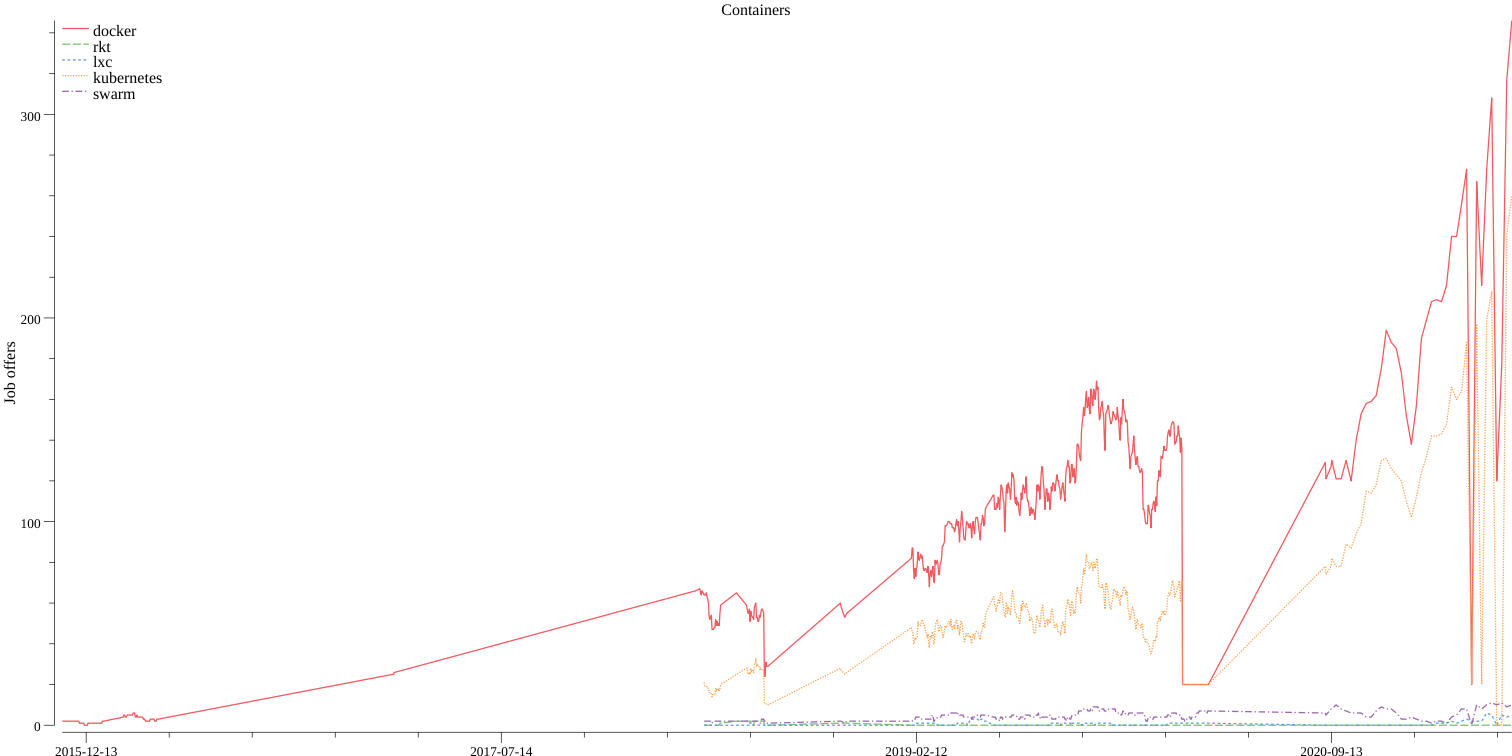 Containers
docker
rkt
lxc
kubernetes
swarm
Job offers
300
200
100
0
2015-12-13
2017-07-14
2019-02-12
2020-09-13